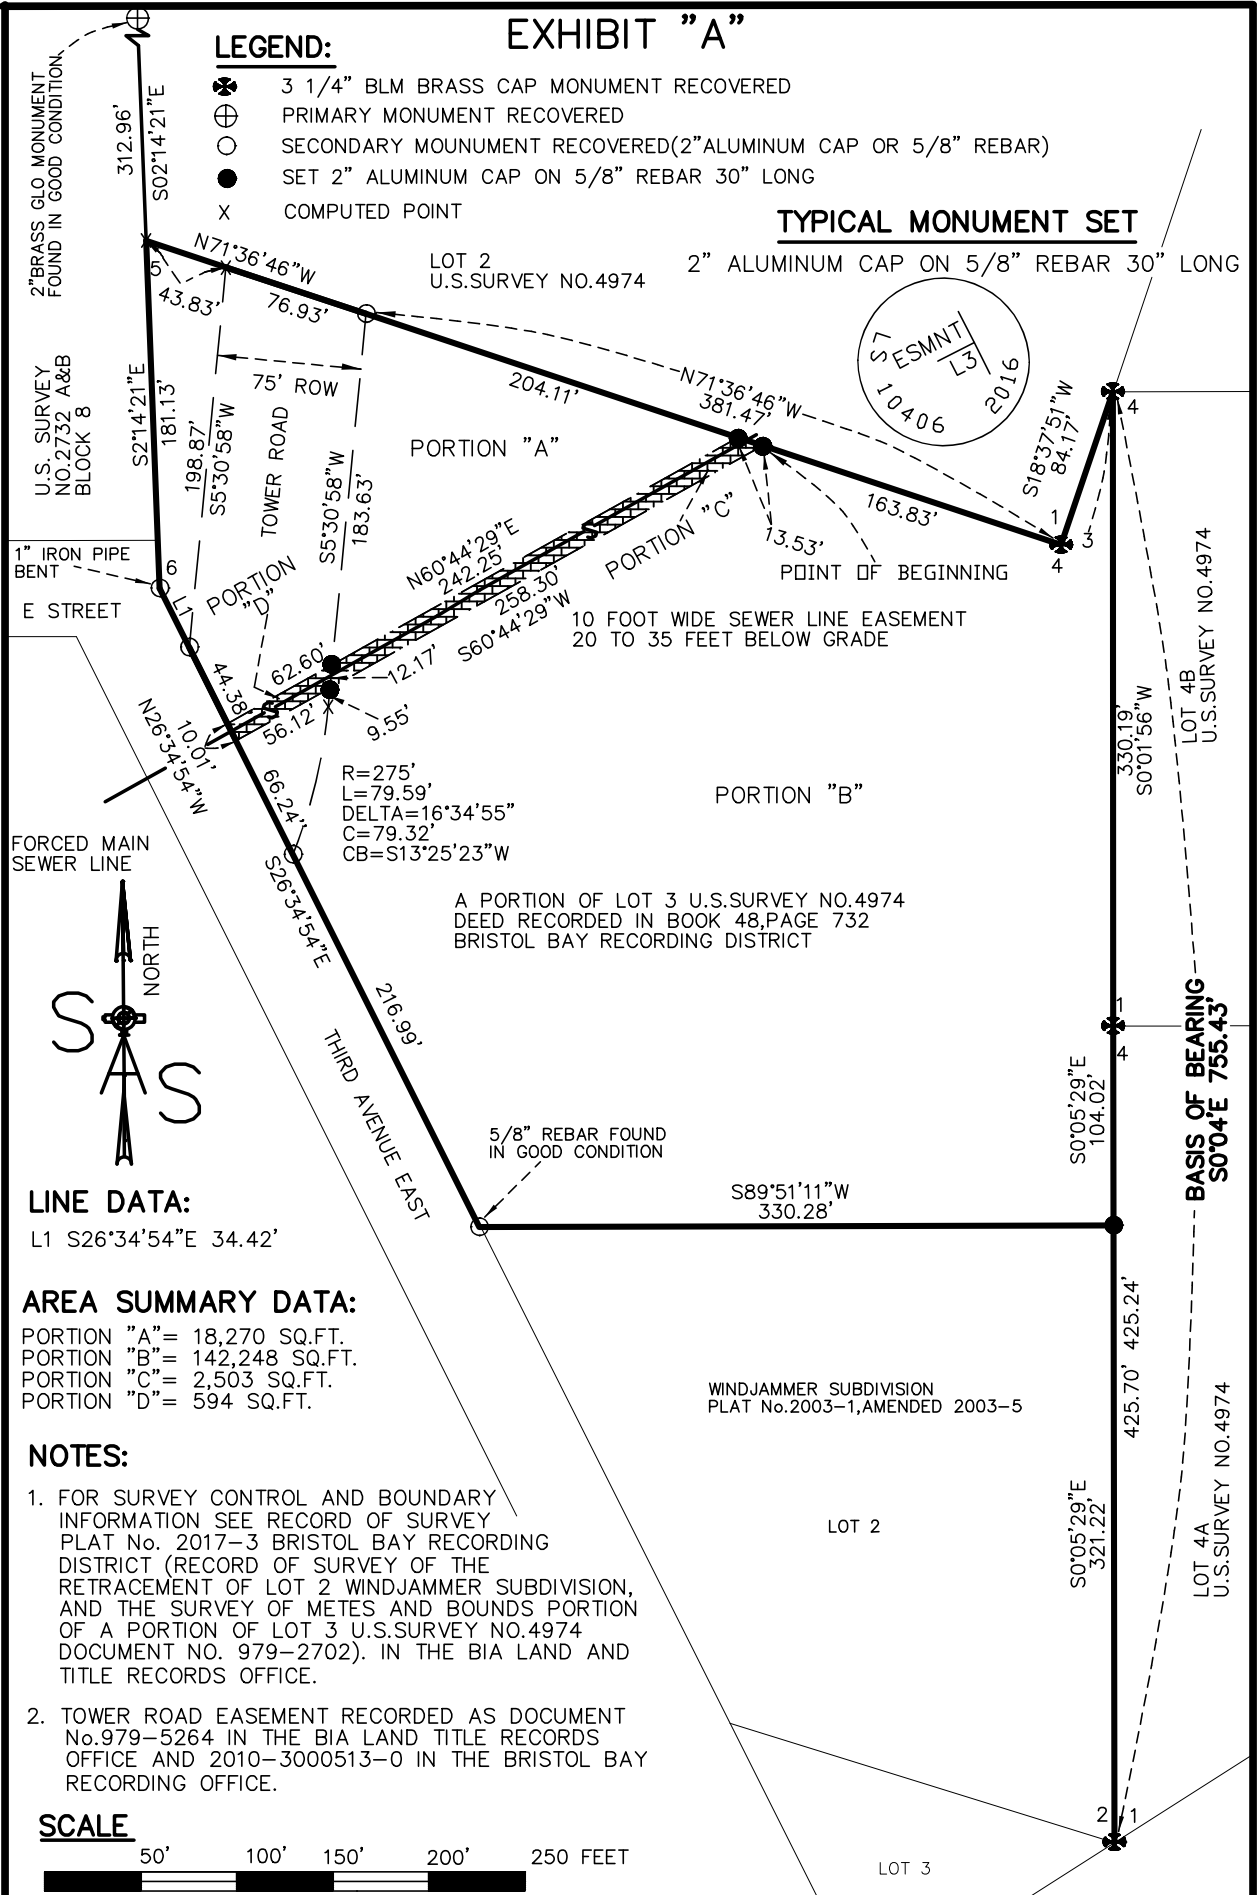 EXHIBIT "A"
LEGEND:
3 1/4" BLM BRASS CAP MONUMENT RECOVERED
PRIMARY MONUMENT RECOVERED
SECONDARY MOUNUMENT RECOVERED(2"ALUMINUM CAP OR 5/8" REBAR)
SET 2" ALUMINUM CAP ON 5/8" REBAR 30" LONG
X COMPUTED POINT
2"BRASS GLO MONUMENT
FOUND IN GOOD CONDITION
312.96'
S02°14'21"E
TYPICAL MONUMENT SET
2" ALUMINUM CAP ON 5/8" REBAR 30" LONG
LS
ESMNT
L3
10406
2016
N71°36'46"W
5
43.83'
76.93'
LOT 2
U.S.SURVEY NO.4974
75' ROW
204.11'
N71°36'46"W
381.47'
S18°37'51"W
84.17'
4
U.S. SURVEY
NO.2732 A&B
BLOCK 8
S2°14'21"E
181.13'
198.87'
S5°30'58"W
TOWER ROAD
S5°30'58"W
183.63'
PORTION "A"
PORTION "C"
163.83'
13.53'
1
3
4
POINT OF BEGINNING
1" IRON PIPE
BENT
6
E STREET
L1
PORTION
"D"
N60°44'29"E
242.25'
258.30'
S60°44'29"W
10 FOOT WIDE SEWER LINE EASEMENT
20 TO 35 FEET BELOW GRADE
62.60'
12.17'
44.38'
56.12'
9.55'
10.01'
N26°34'54"W
66.24'
R=275'
L=79.59'
DELTA=16°34'55"
C=79.32'
CB=S13°25'23"W
PORTION "B"
330.19'
S0°01'56"W
LOT 4B
U.S.SURVEY NO.4974
FORCED MAIN
SEWER LINE
S26°34'54"E
A PORTION OF LOT 3 U.S.SURVEY NO.4974
DEED RECORDED IN BOOK 48,PAGE 732
BRISTOL BAY RECORDING DISTRICT
NORTH
S
A
S
216.99'
THIRD AVENUE EAST
1
4
S0°05'29"E
104.02'
BASIS OF BEARING
S0°04'E 755.43'
5/8" REBAR FOUND
IN GOOD CONDITION
S89°51'11"W
330.28'
LINE DATA:
L1 S26°34'54"E 34.42'
AREA SUMMARY DATA:
PORTION "A"= 18,270 SQ.FT.
PORTION "B"= 142,248 SQ.FT.
PORTION "C"= 2,503 SQ.FT.
PORTION "D"= 594 SQ.FT.
425.70' 425.24'
WINDJAMMER SUBDIVISION
PLAT No.2003-1,AMENDED 2003-5
LOT 2
S0°05'29"E
321.22'
LOT 4A
U.S.SURVEY NO.4974
NOTES:
1. FOR SURVEY CONTROL AND BOUNDARY
INFORMATION SEE RECORD OF SURVEY
PLAT No. 2017-3 BRISTOL BAY RECORDING
DISTRICT (RECORD OF SURVEY OF THE
RETRACEMENT OF LOT 2 WINDJAMMER SUBDIVISION,
AND THE SURVEY OF METES AND BOUNDS PORTION
OF A PORTION OF LOT 3 U.S.SURVEY NO.4974
DOCUMENT NO. 979-2702). IN THE BIA LAND AND
TITLE RECORDS OFFICE.
2. TOWER ROAD EASEMENT RECORDED AS DOCUMENT
No.979-5264 IN THE BIA LAND TITLE RECORDS
OFFICE AND 2010-3000513-0 IN THE BRISTOL BAY
RECORDING OFFICE.
2
1
LOT 3
SCALE
50' 100' 150' 200' 250 FEET